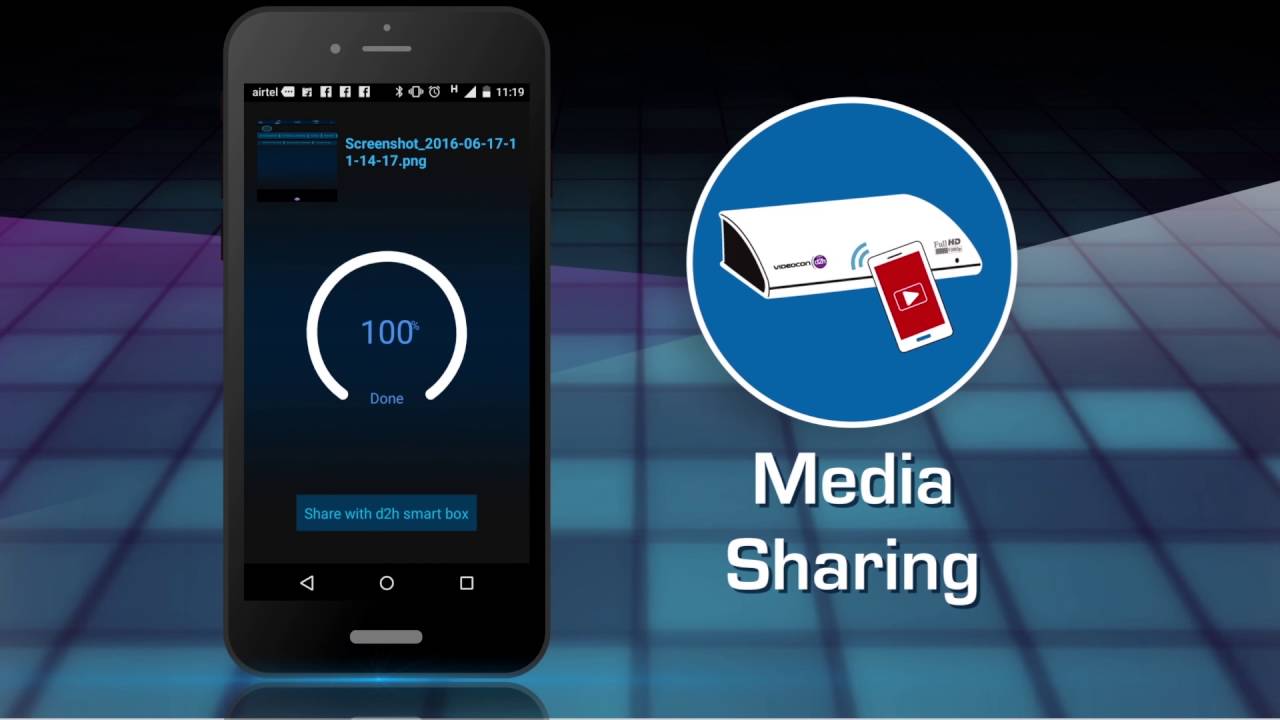 airtel H 11:19
Screenshot_2016-06-17-1
1-14-17.png
100%
Done
Share with d2h smart box
VIDEOCON d2h
Full HD
Media
Sharing